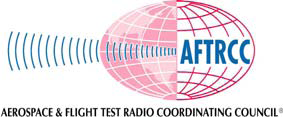 AFTRCC
AEROSPACE & FLIGHT TEST RADIO COORDINATING COUNCIL®